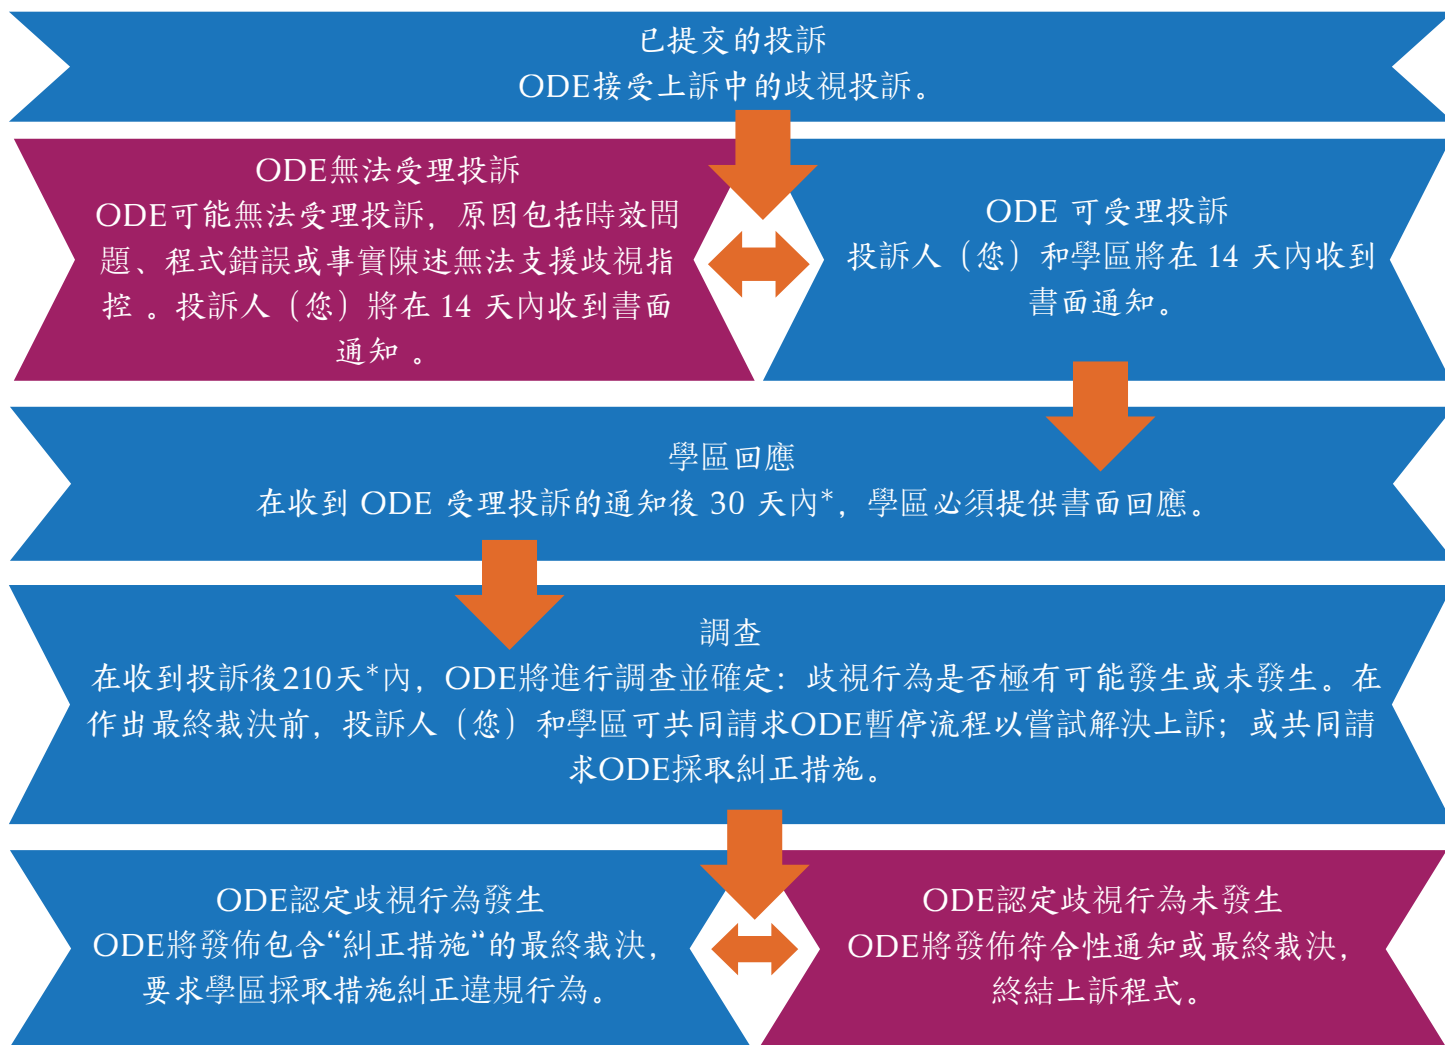 已提交的投訴
ODE接受上訴中的歧視投訴。
ODE無法受理投訴
ODE可能無法受理投訴，原因包括時效問
題、程式錯誤或事實陳述無法支援歧視指
控 。投訴人（您）將在 14 天內收到書面
通知 。
ODE 可受理投訴
投訴人（您）和學區將在 14 天內收到
書面通知。
學區回應
在收到 ODE 受理投訴的通知後 30 天內*，學區必須提供書面回應。
調查
在收到投訴後210天*內，ODE將進行調查並確定：歧視行為是否極有可能發生或未發生。在
作出最終裁決前，投訴人（您）和學區可共同請求ODE暫停流程以嘗試解決上訴；或共同請
求ODE採取糾正措施。
ODE認定歧視行為發生
ODE將發佈包含“糾正措施“的最終裁決，
要求學區採取措施糾正違規行為。
ODE認定歧視行為未發生
ODE將發佈符合性通知或最終裁決，
終結上訴程式。